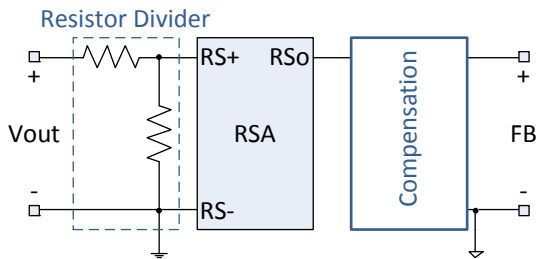 Resistor Divider
RS+ RSo
+ +
Vout RSA Compensation FB
- -
RS-